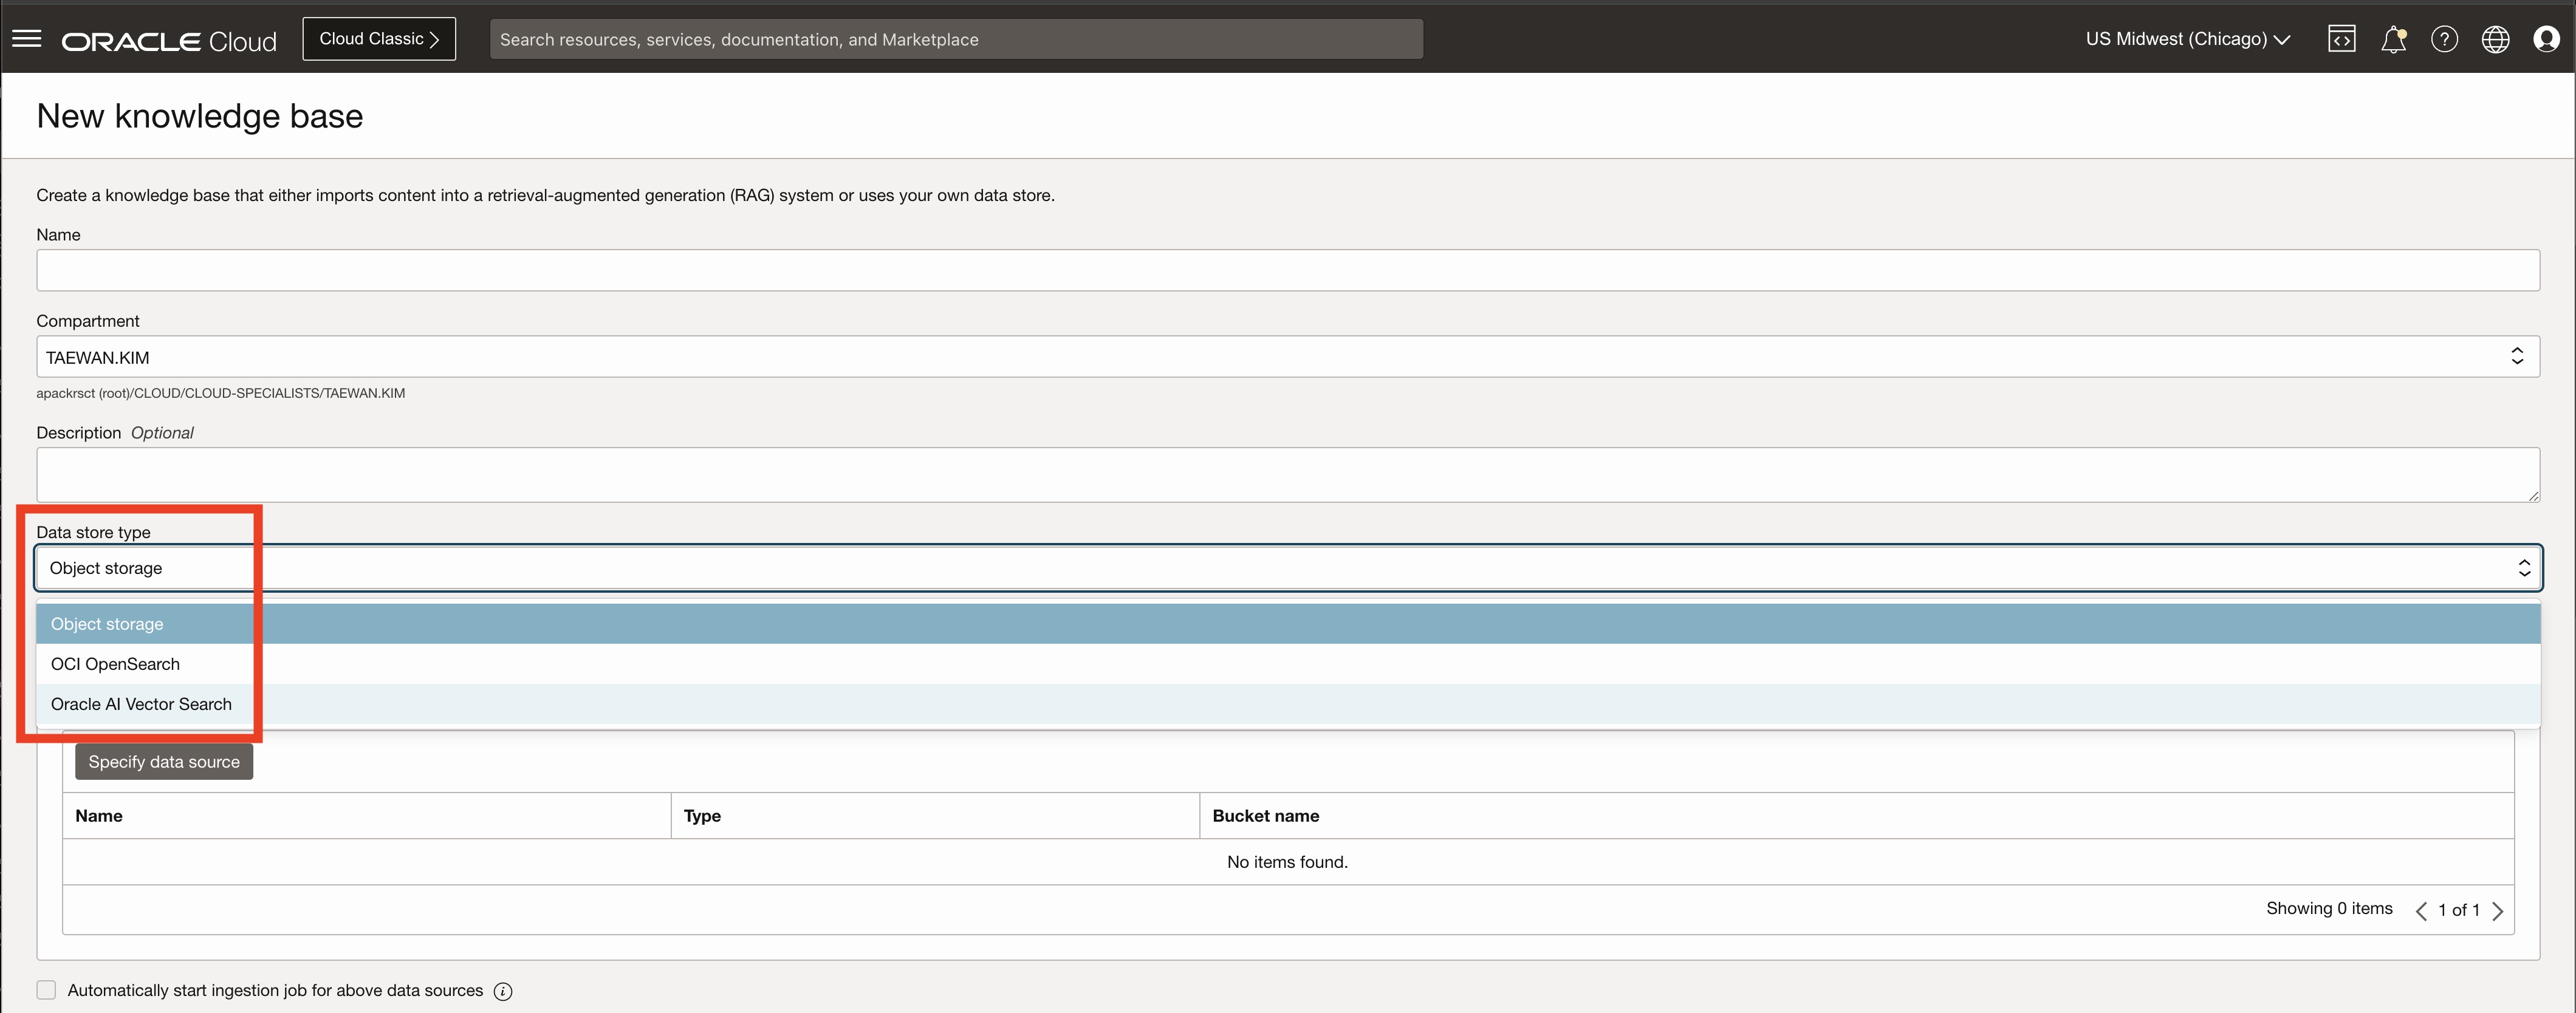 ORACLE Cloud
Cloud Classic
Search resources, services, documentation, and Marketplace
US Midwest (Chicago)
New knowledge base
Create a knowledge base that either imports content into a retrieval-augmented generation (RAG) system or uses your own data store.
Name
Compartment
TAEWAN.KIM
apackrsct (root)/CLOUD/CLOUD-SPECIALISTS/TAEWAN.KIM
Description Optional
Data store type
Object storage
Object storage
OCI OpenSearch
Oracle AI Vector Search
Specify data source
Name Type Bucket name
No items found.
Showing 0 items 1 of 1
Automatically start ingestion job for above data sources